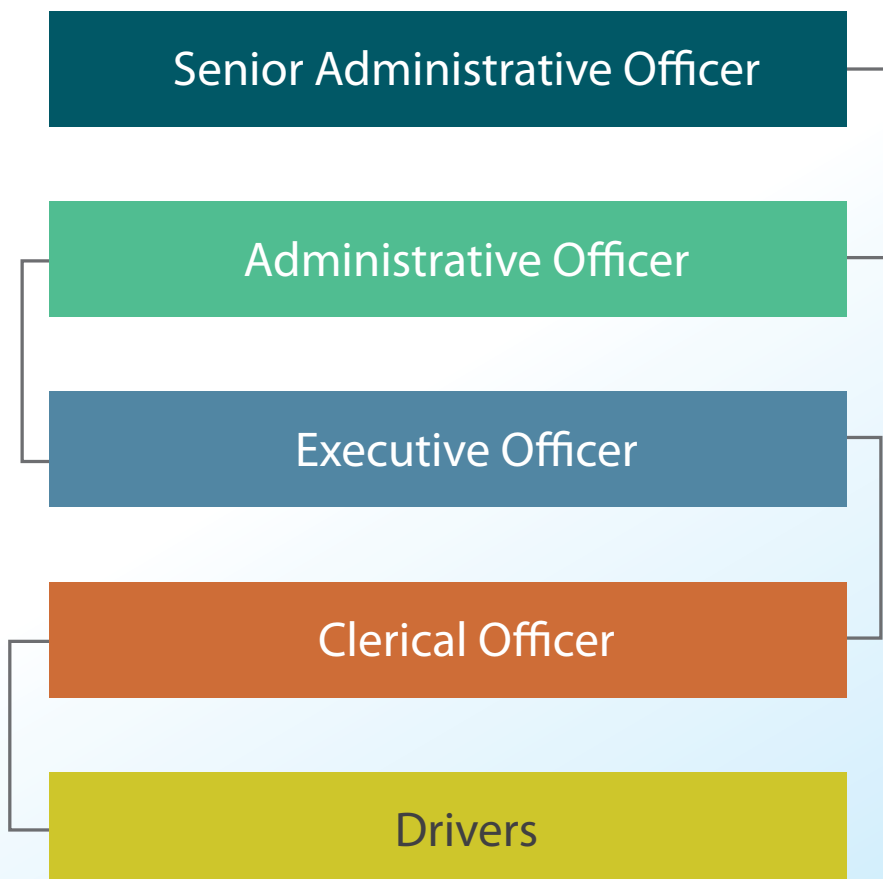 Senior Administrative Officer
Administrative Officer
Executive Officer
Clerical Officer
Drivers